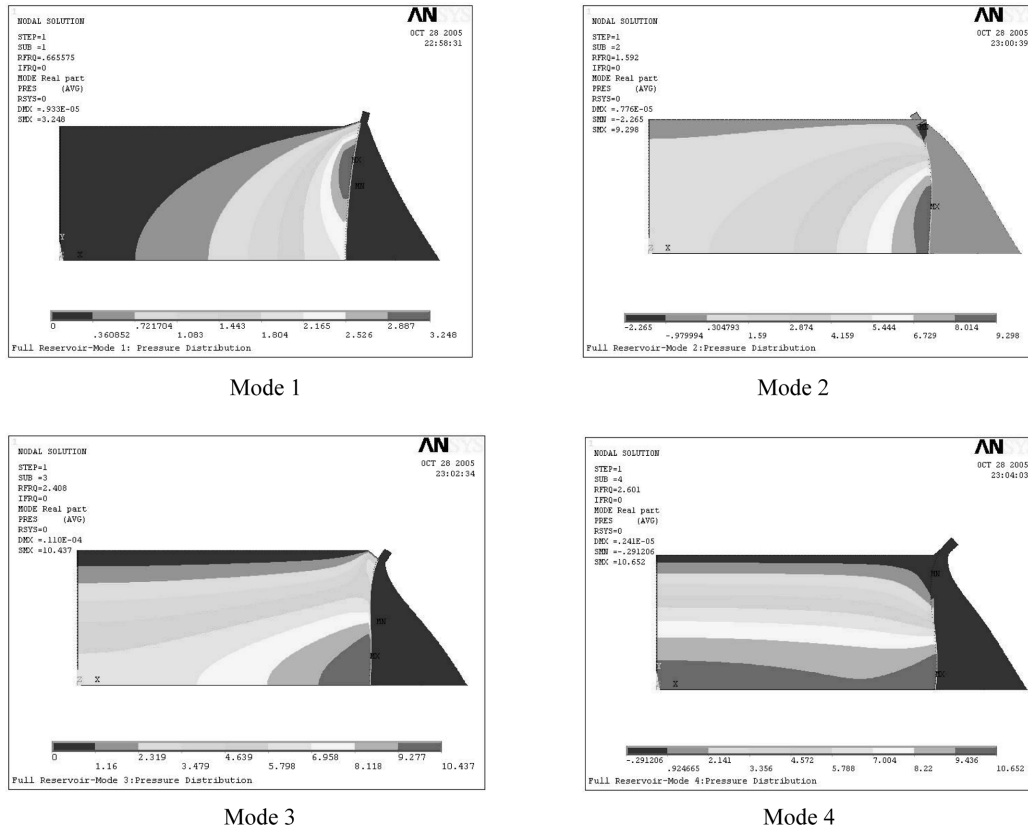 1
NODAL SOLUTION
STEP=1
SUB =1
RFRQ=.665575
IFRQ=0
MODE Real part
PRES (AVG)
RSYS=0
DMX =.933E-05
SMX =3.248
ANSYS
OCT 28 2005
22:58:31
MX
MN
Y
X
0 .721704 1.443 2.165 2.887
.360852 1.083 1.804 2.526 3.248
Full Reservoir-Mode 1: Pressure Distribution
Mode 1
1
NODAL SOLUTION
STEP=1
SUB =2
RFRQ=1.592
IFRQ=0
MODE Real part
PRES (AVG)
RSYS=0
DMX =.776E-05
SMN =-2.265
SMX =9.298
ANSYS
OCT 28 2005
23:00:39
MX
Z X
-2.265 .304793 2.874 5.444 8.014
-.979994 1.59 4.159 6.729 9.298
Full Reservoir-Mode 2:Pressure Distribution
Mode 2
1
NODAL SOLUTION
STEP=1
SUB =3
RFRQ=2.408
IFRQ=0
MODE Real part
PRES (AVG)
RSYS=0
DMX =.110E-04
SMX =10.437
ANSYS
OCT 28 2005
23:02:34
MN
MX
Z X
0 2.319 4.639 6.958 9.277
1.16 3.479 5.798 8.118 10.437
Full Reservoir-Mode 3:Pressure Distribution
Mode 3
1
NODAL SOLUTION
STEP=1
SUB =4
RFRQ=2.601
IFRQ=0
MODE Real part
PRES (AVG)
RSYS=0
DMX =.241E-05
SMN =-.291206
SMX =10.652
ANSYS
OCT 28 2005
23:04:03
MN
MX
Y
X
-.291206 2.141 4.572 7.004 9.436
.924665 3.356 5.788 8.22 10.652
Full Reservoir-Mode 4:Pressure Distribution
Mode 4